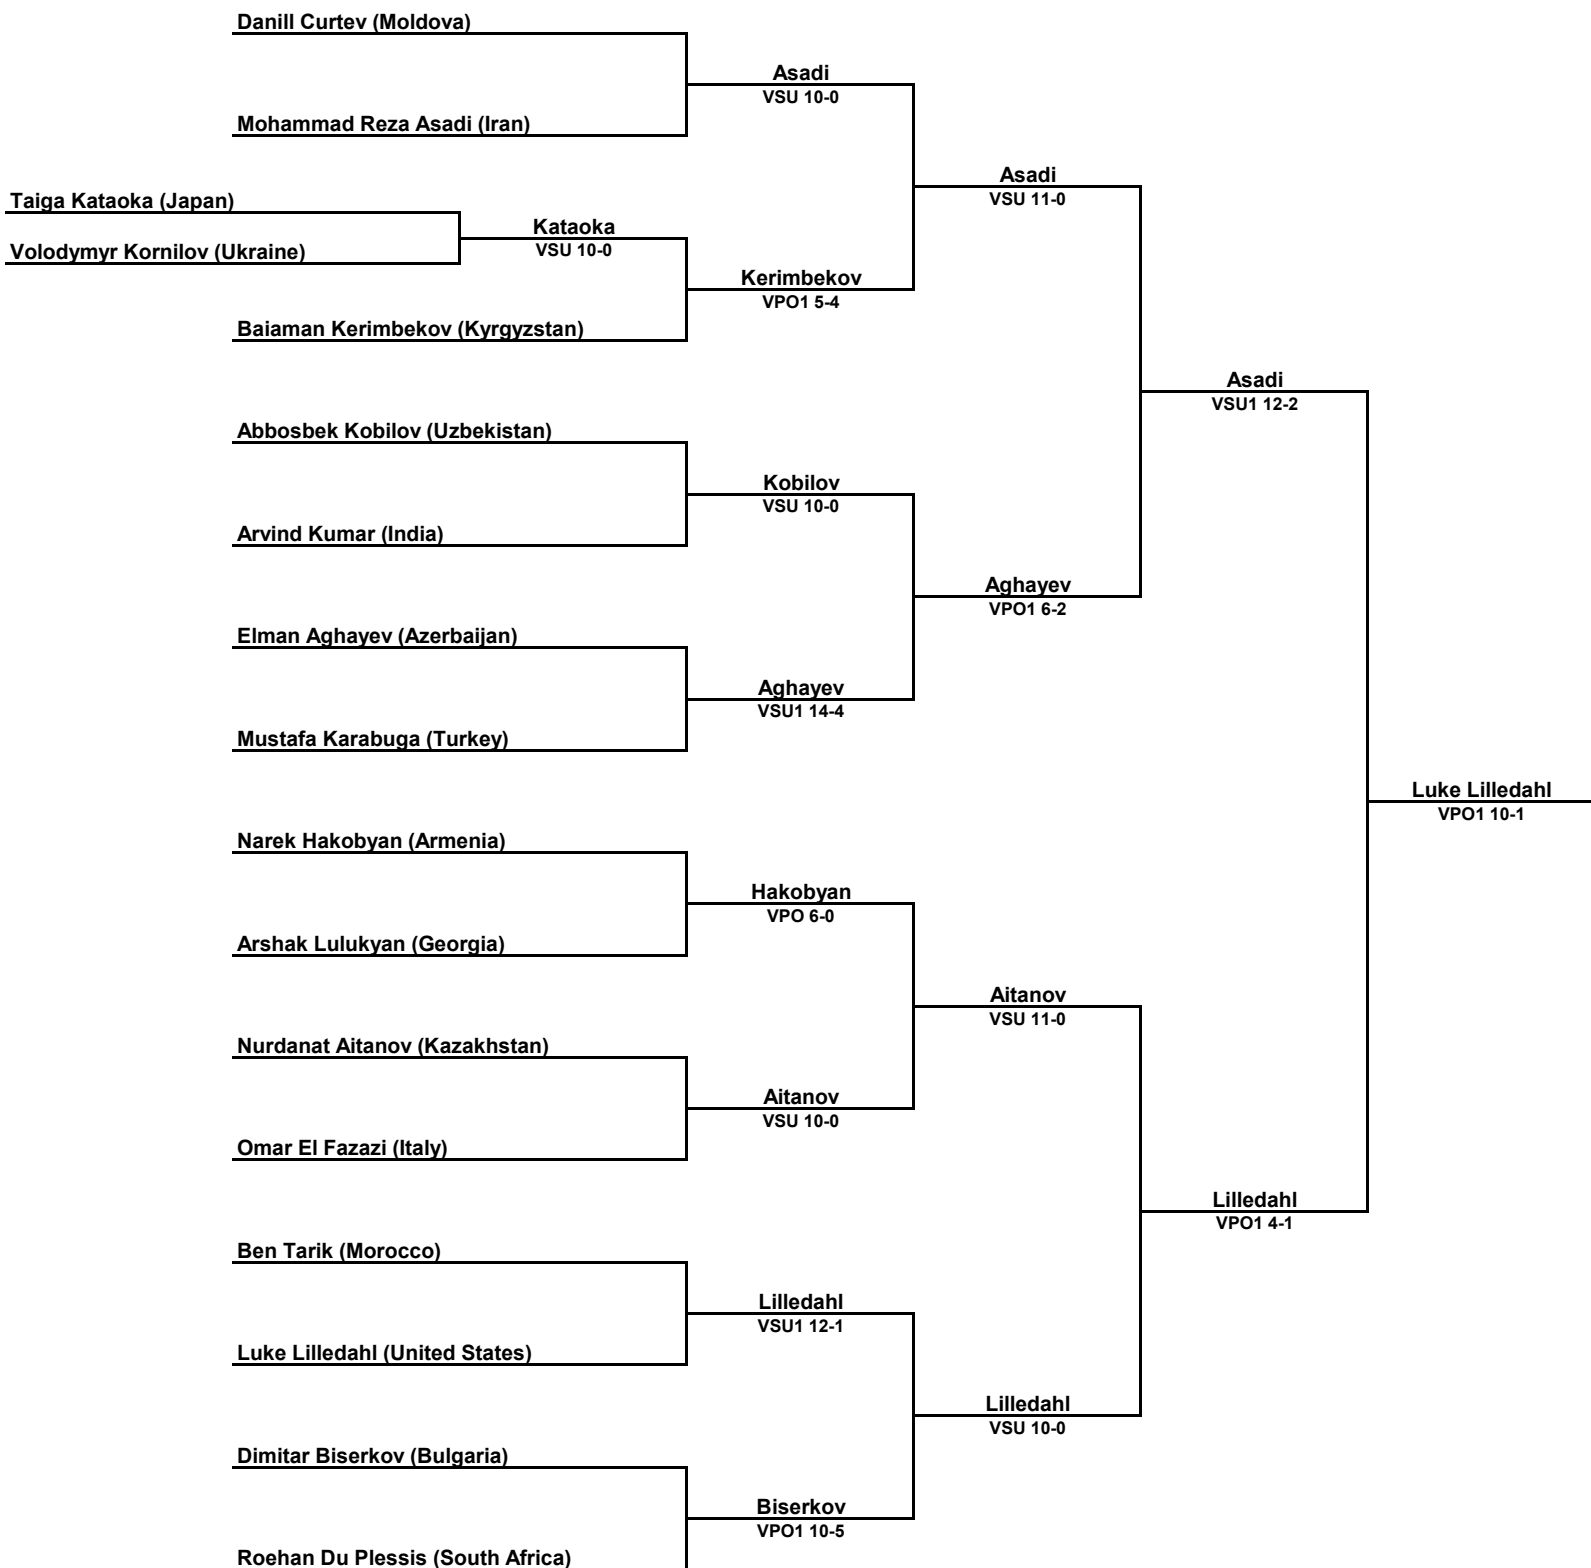 Danill Curtev (Moldova)
Asadi
VSU 10-0
Mohammad Reza Asadi (Iran)
Asadi
VSU 11-0
Taiga Kataoka (Japan)
Kataoka
VSU 10-0
Volodymyr Kornilov (Ukraine)
Kerimbekov
VPO1 5-4
Baiaman Kerimbekov (Kyrgyzstan)
Asadi
VSU1 12-2
Abbosbek Kobilov (Uzbekistan)
Kobilov
VSU 10-0
Arvind Kumar (India)
Aghayev
VPO1 6-2
Elman Aghayev (Azerbaijan)
Aghayev
VSU1 14-4
Mustafa Karabuga (Turkey)
Luke Lilledahl
VPO1 10-1
Narek Hakobyan (Armenia)
Hakobyan
VPO 6-0
Arshak Lulukyan (Georgia)
Aitanov
VSU 11-0
Nurdanat Aitanov (Kazakhstan)
Aitanov
VSU 10-0
Omar El Fazazi (Italy)
Lilledahl
VPO1 4-1
Ben Tarik (Morocco)
Lilledahl
VSU1 12-1
Luke Lilledahl (United States)
Lilledahl
VSU 10-0
Dimitar Biserkov (Bulgaria)
Biserkov
VPO1 10-5
Roehan Du Plessis (South Africa)